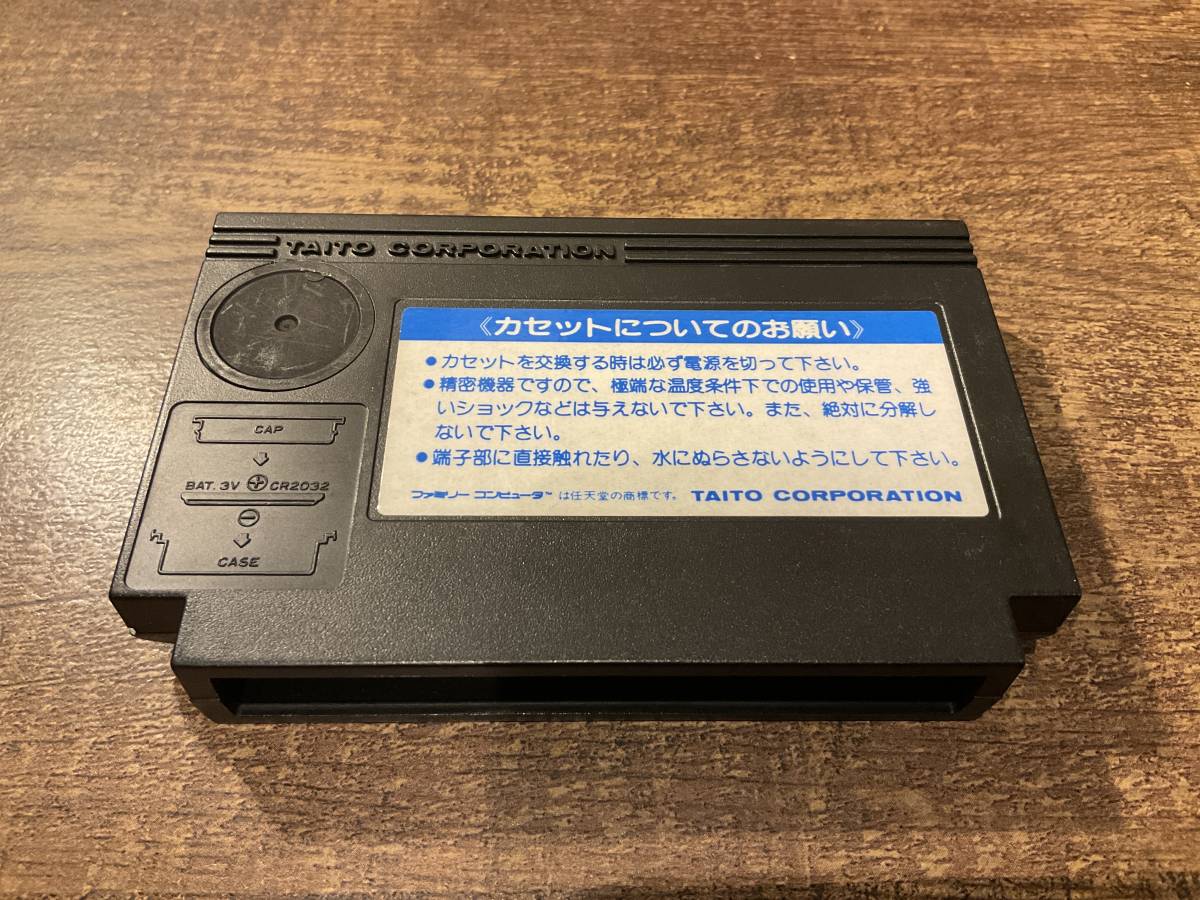 TAITO CORPORATION
《カセットについてのお願い》
●カセットを交換する時は必ず電源を切って下さい。
●精密機器ですので、極端な温度条件下での使用や保管、強
いショックなどは与えないで下さい。また、絶対に分解し
ないで下さい。
●端子部に直接触れたり、水にぬらさないようにして下さい。
ファミリー コンピュータ™ は任天堂の商標です。 TAITO CORPORATION
CAP
BAT. 3V ⊕ CR2032
⊖
CASE